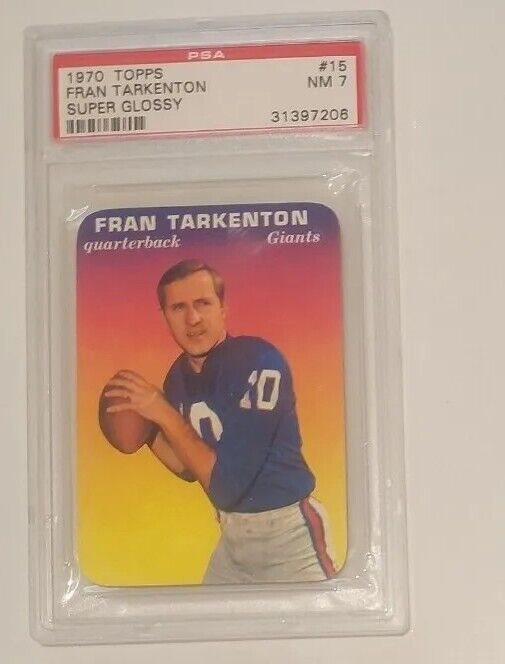 PSA
1970 TOPPS #15
FRAN TARKENTON NM 7
SUPER GLOSSY
31397206
FRAN TARKENTON
quarterback Giants
10
10